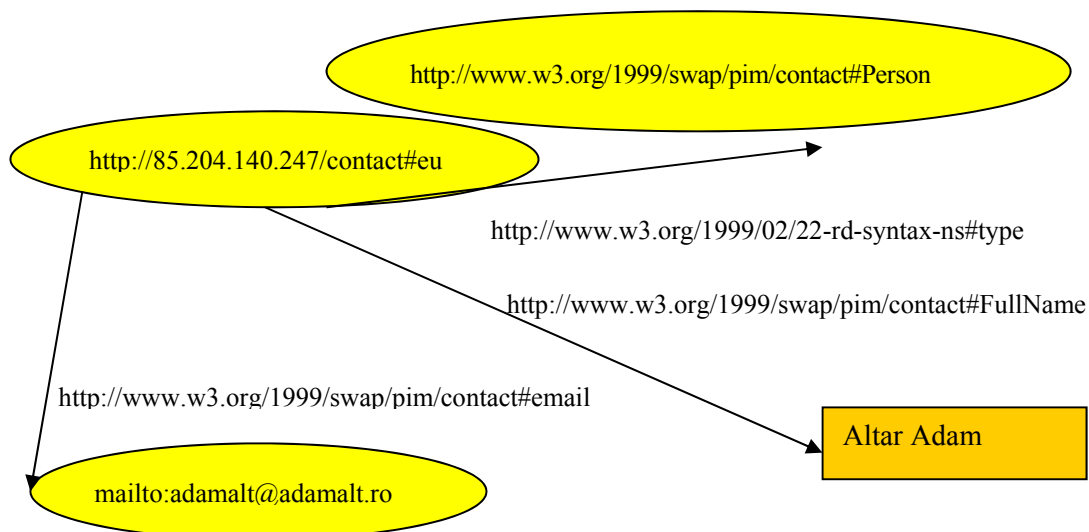 http://www.w3.org/1999/swap/pim/contact#Person
http://85.204.140.247/contact#eu
http://www.w3.org/1999/02/22-rd-syntax-ns#type
http://www.w3.org/1999/swap/pim/contact#FullName
http://www.w3.org/1999/swap/pim/contact#email
Altar Adam
mailto:adamalt@adamalt.ro